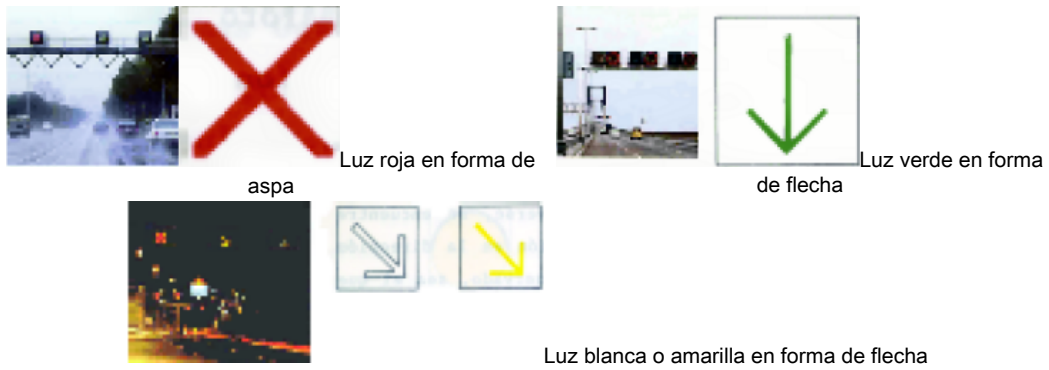 Luz roja en forma de
aspa
Luz verde en forma
de flecha
Luz blanca o amarilla en forma de flecha